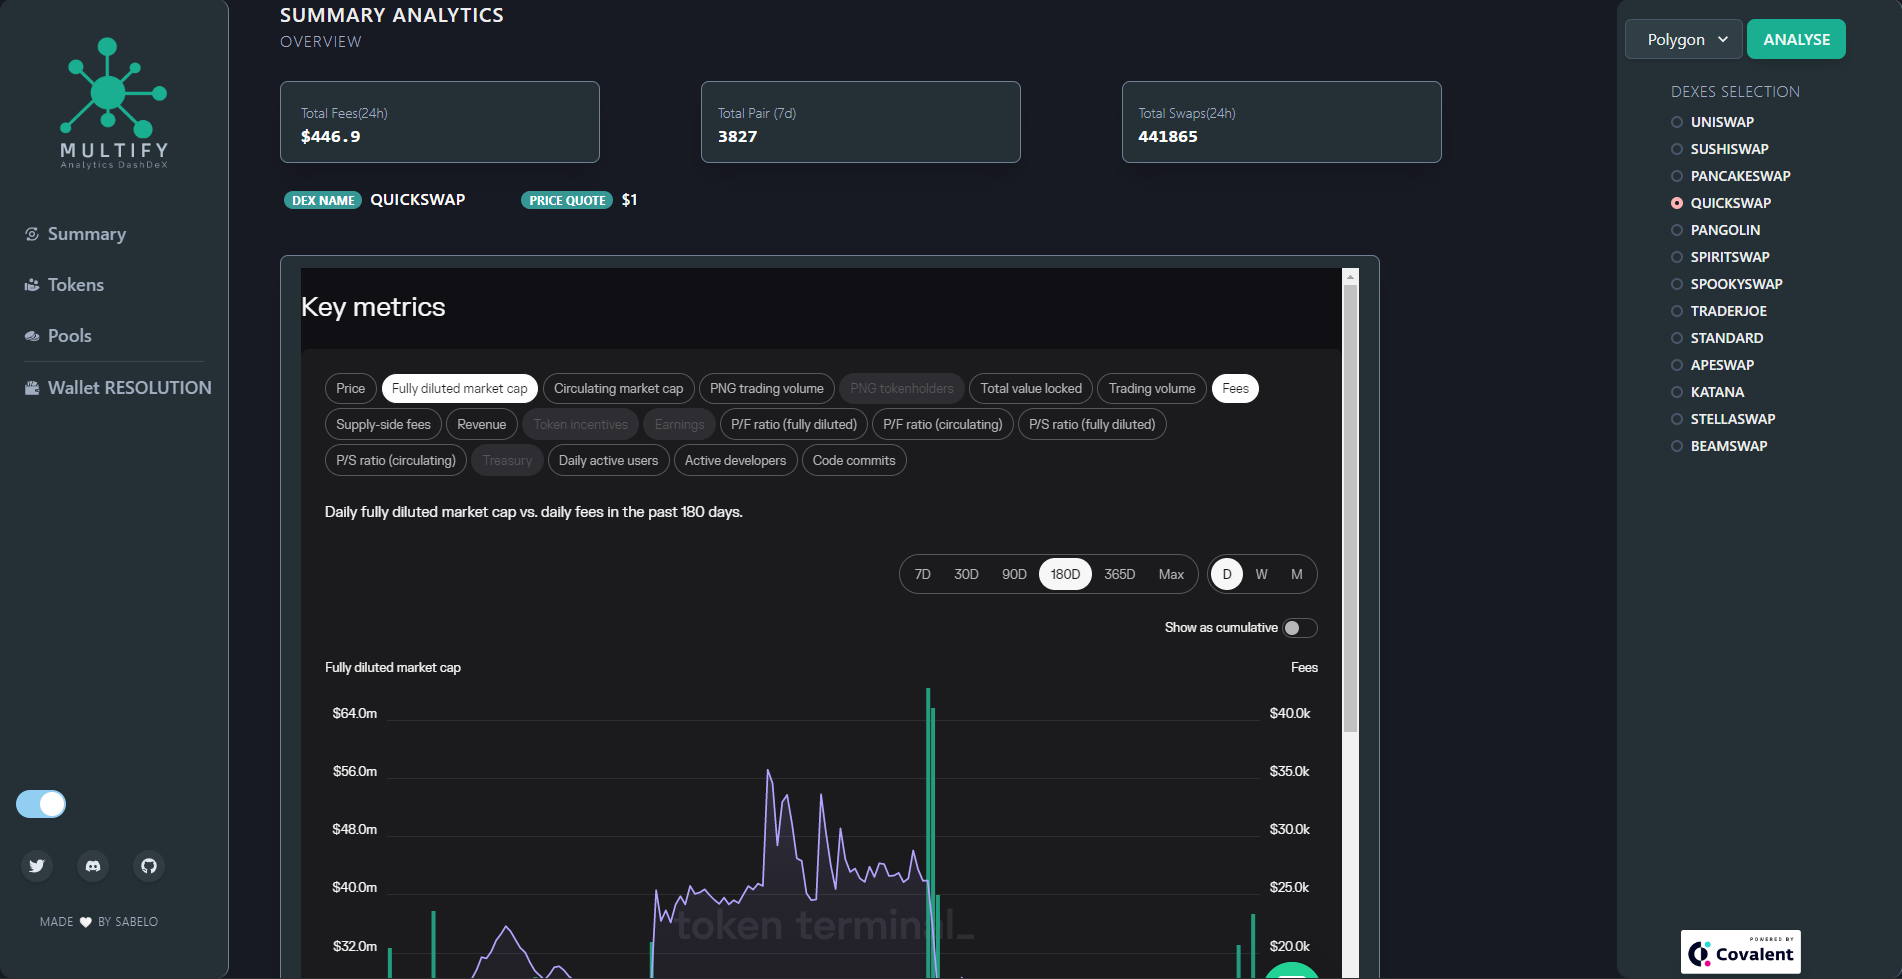 MULTIFY
Analytics DashDeX
Summary
Tokens
Pools
Wallet RESOLUTION
MADE BY SABELO
SUMMARY ANALYTICS
OVERVIEW
Total Fees(24h)
$446.9
Total Pair (7d)
3827
Total Swaps(24h)
441865
DEX NAME QUICKSWAP
PRICE QUOTE $1
Key metrics
Price Fully diluted market cap Circulating market cap PNG trading volume PNG tokenholders Total value locked Trading volume Fees
Supply-side fees Revenue Token incentives Earnings P/F ratio (fully diluted) P/F ratio (circulating) P/S ratio (fully diluted)
P/S ratio (circulating) Treasury Daily active users Active developers Code commits
Daily fully diluted market cap vs. daily fees in the past 180 days.
7D 30D 90D 180D 365D Max D W M
Show as cumulative
Fully diluted market cap Fees
$64.0m $40.0k
$56.0m $35.0k
$48.0m $30.0k
$40.0m $25.0k
token terminal_
$32.0m $20.0k
Polygon ANALYSE
DEXES SELECTION
UNISWAP
SUSHISWAP
PANCAKESWAP
QUICKSWAP
PANGOLIN
SPIRITSWAP
SPOOKYSWAP
TRADERJOE
STANDARD
APESWAP
KATANA
STELLASWAP
BEAMSWAP
POWERED BY
Covalent